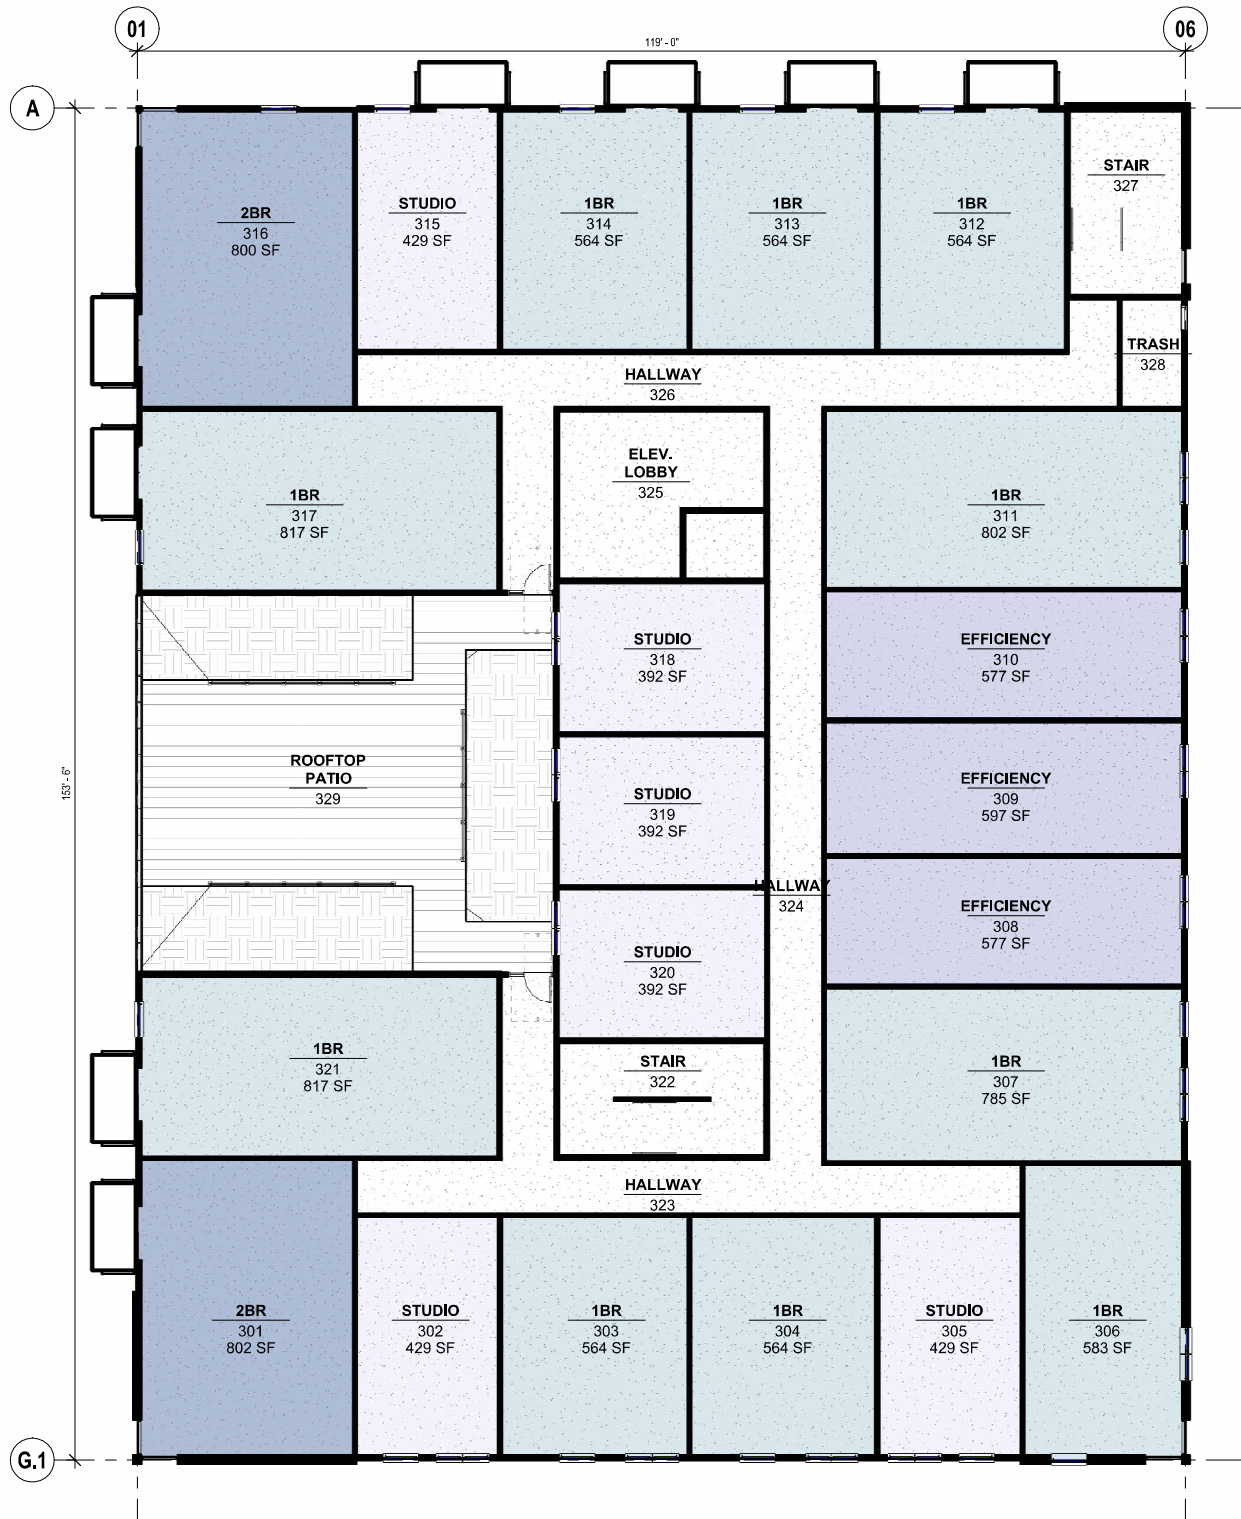 01
06
119' - 0"
A
STAIR
327
2BR
316
800 SF
STUDIO
315
429 SF
1BR
314
564 SF
1BR
313
564 SF
1BR
312
564 SF
TRASH
328
HALLWAY
326
ELEV.
LOBBY
325
1BR
317
817 SF
1BR
311
802 SF
STUDIO
318
392 SF
EFFICIENCY
310
577 SF
ROOFTOP
PATIO
329
153' - 6"
STUDIO
319
392 SF
EFFICIENCY
309
597 SF
HALLWAY
324
EFFICIENCY
308
577 SF
STUDIO
320
392 SF
1BR
321
817 SF
STAIR
322
1BR
307
785 SF
HALLWAY
323
2BR
301
802 SF
STUDIO
302
429 SF
1BR
303
564 SF
1BR
304
564 SF
STUDIO
305
429 SF
1BR
306
583 SF
G.1